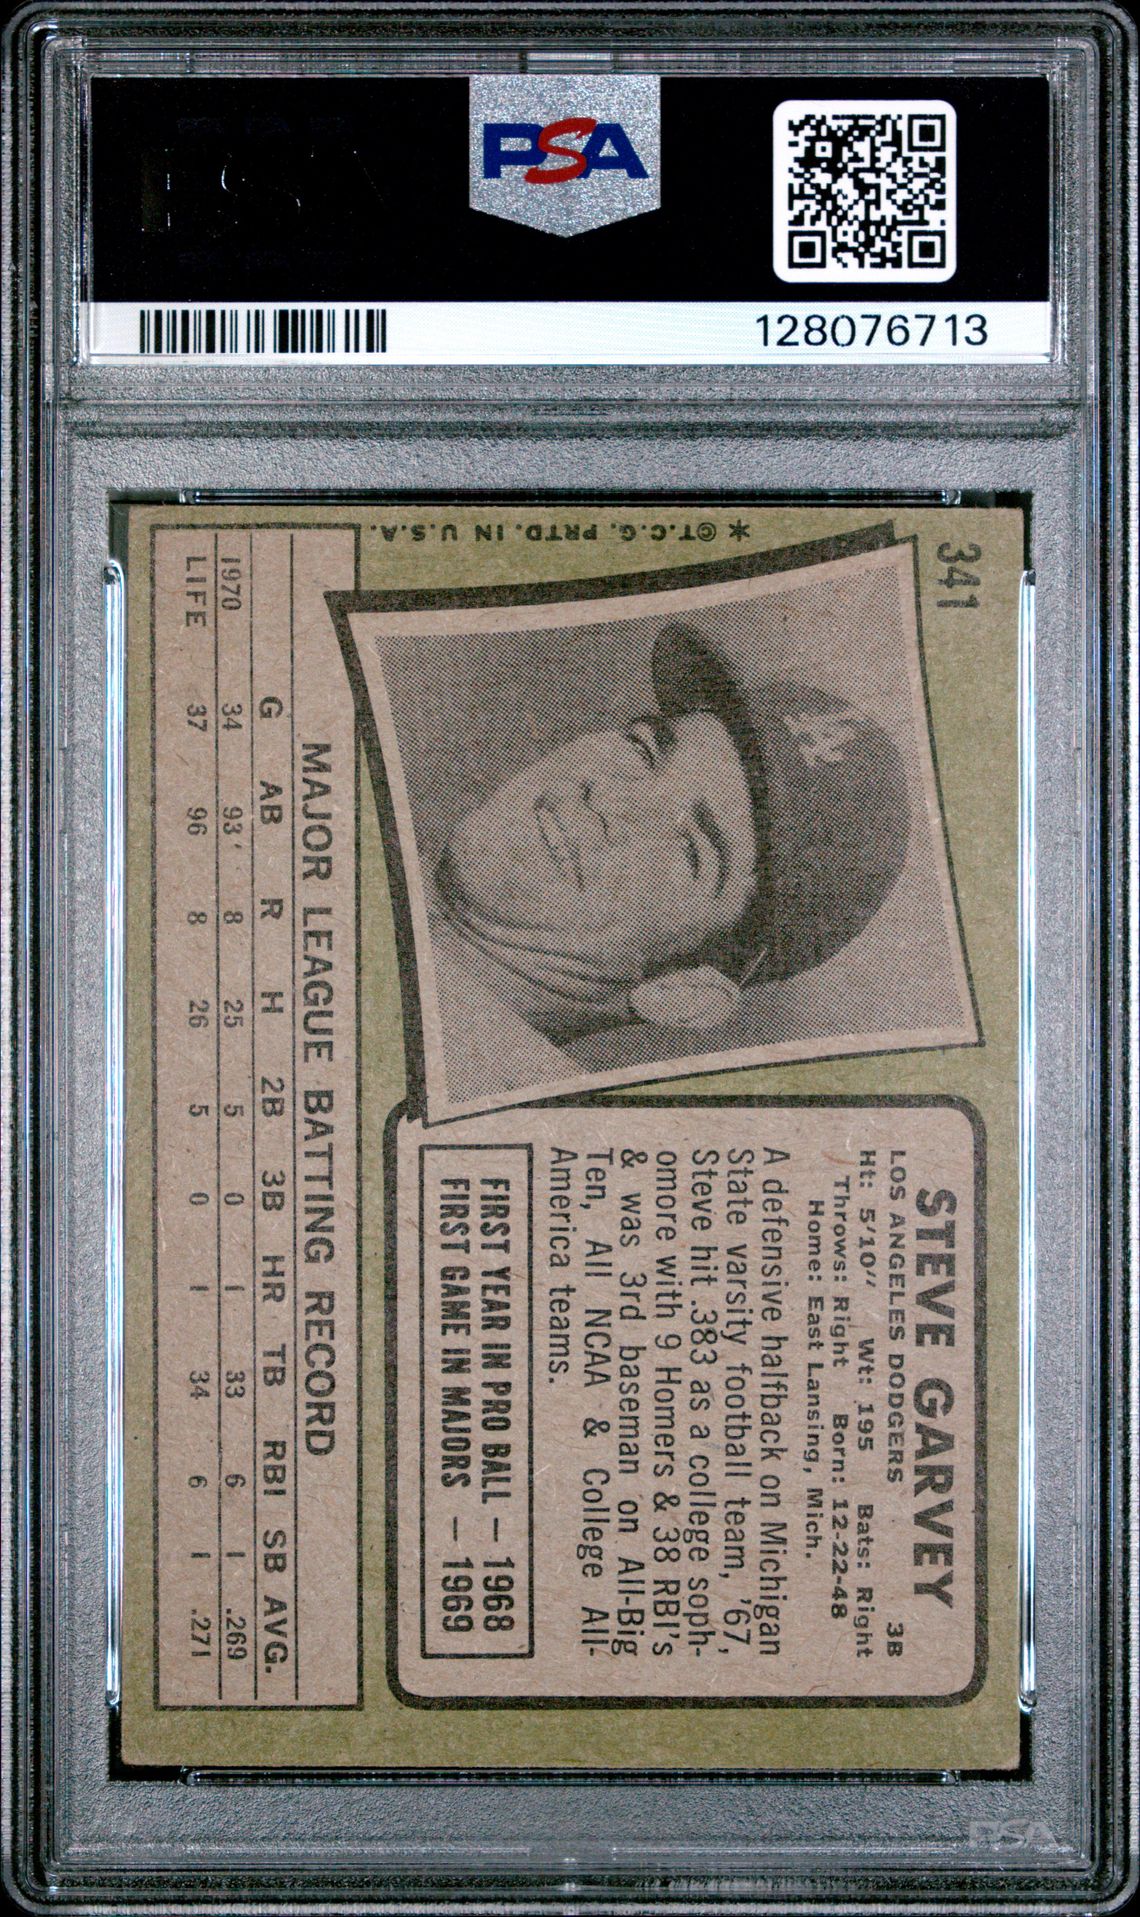 PSA
128076713
341
* ©T.C.G. PRTD. IN U.S.A.
STEVE GARVEY
LOS ANGELES DODGERS 3B
Ht: 5'10" Wt: 195 Bats: Right
Throws: Right Born: 12-22-48
Home: East Lansing, Mich.
A defensive halfback on Michigan
State varsity football team, '67,
Steve hit .383 as a college soph-
omore with 9 Homers & 38 RBI's
& was 3rd baseman on All-Big
Ten, All NCAA & College All-
America teams.
FIRST YEAR IN PRO BALL — 1968
FIRST GAME IN MAJORS — 1969
MAJOR LEAGUE BATTING RECORD
G AB R H 2B 3B HR TB RBI SB AVG.
1970 34 93 8 25 5 0 1 33 6 1 .269
LIFE 37 96 8 26 5 0 1 34 6 1 .271
PSA